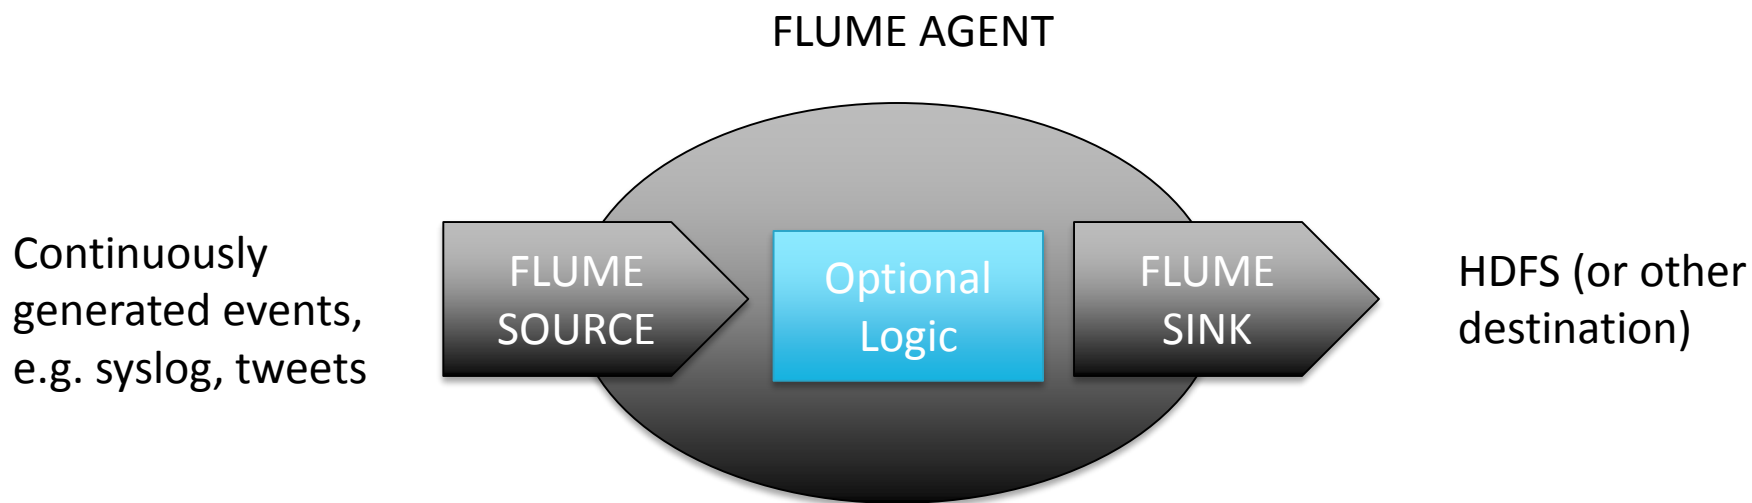 FLUME AGENT
Continuously
generated events,
e.g. syslog, tweets
FLUME
SOURCE
Optional
Logic
FLUME
SINK
HDFS (or other
destination)